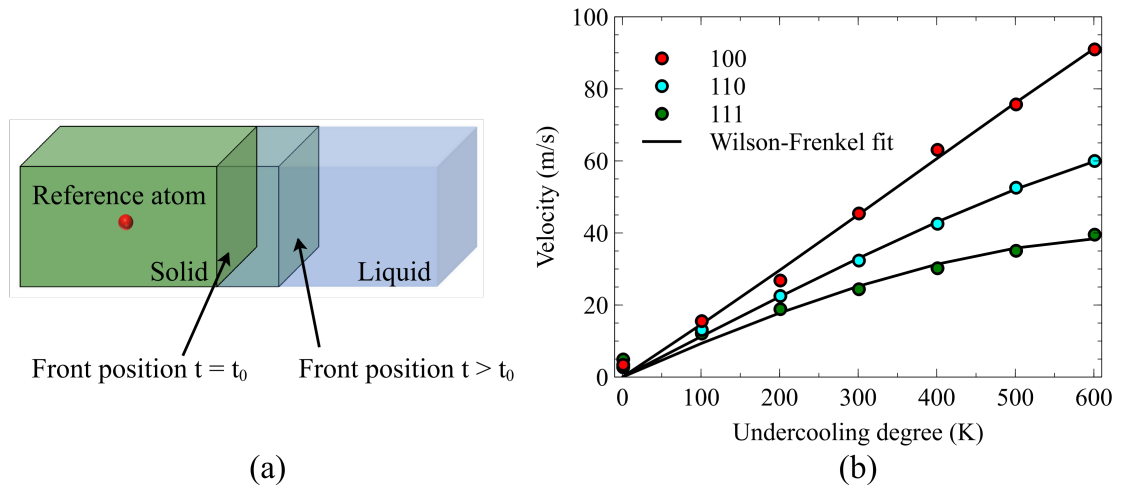 Reference atom
Solid
Liquid
Front position t = t₀
Front position t > t₀
(a)
100
80
60
40
20
0
Velocity (m/s)
100
110
111
Wilson-Frenkel fit
0 100 200 300 400 500 600
Undercooling degree (K)
(b)